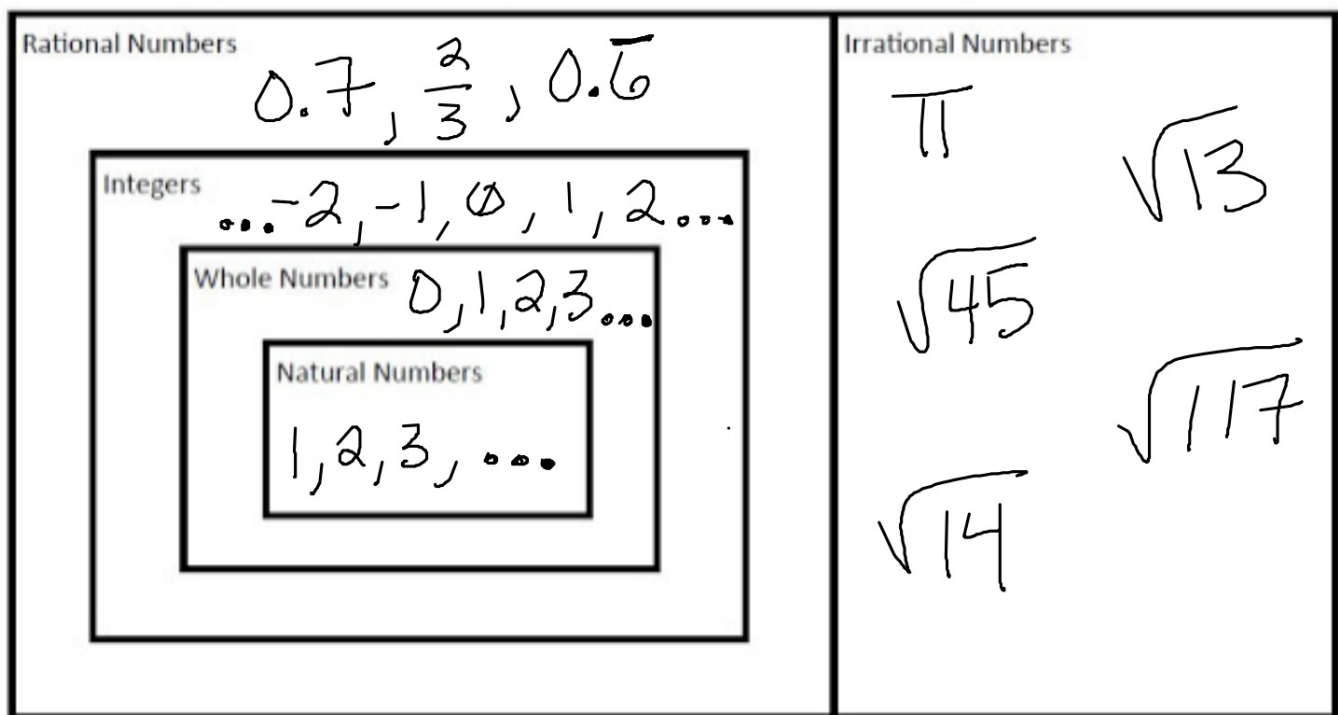 Rational Numbers
0.7, 2/3, 0.6̅
Integers
...-2, -1, 0, 1, 2...
Whole Numbers 0, 1, 2, 3...
Natural Numbers
1, 2, 3, ...
Irrational Numbers
π
√13
√45
√117
√14